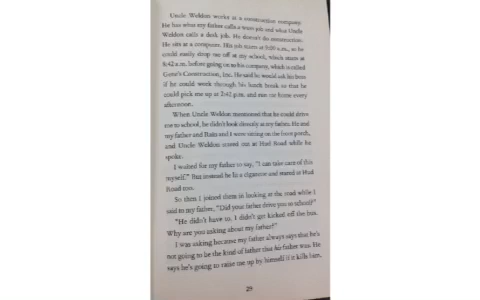 Uncle Weldon works at a construction company.
He has what my father calls a warm job and what Uncle
Weldon calls a desk job. He doesn't do construction.
He sits at a computer. His job starts at 9:00 a.m., so he
could easily drop me off at my school, which starts at
8:42 a.m. before going on to his company, which is called
Gene's Construction, Inc. He said he would ask his boss
if he could work through his lunch break so that he
could pick me up at 2:42 p.m. and run me home every
afternoon.
When Uncle Weldon mentioned that he could drive
me to school, he didn't look directly at my father. He and
my father and Rain and I were sitting on the front porch,
and Uncle Weldon stared out at Hud Road while he
spoke.
I waited for my father to say, "I can take care of this
myself." But instead he lit a cigarette and stared at Hud
Road too.
So then I joined them in looking at the road while I
said to my father, "Did your father drive you to school?"
"He didn't have to. I didn't get kicked off the bus.
Why are you asking about my father?"
I was asking because my father always says that he's
not going to be the kind of father that his father was. He
says he's going to raise me up by himself if it kills him.
29